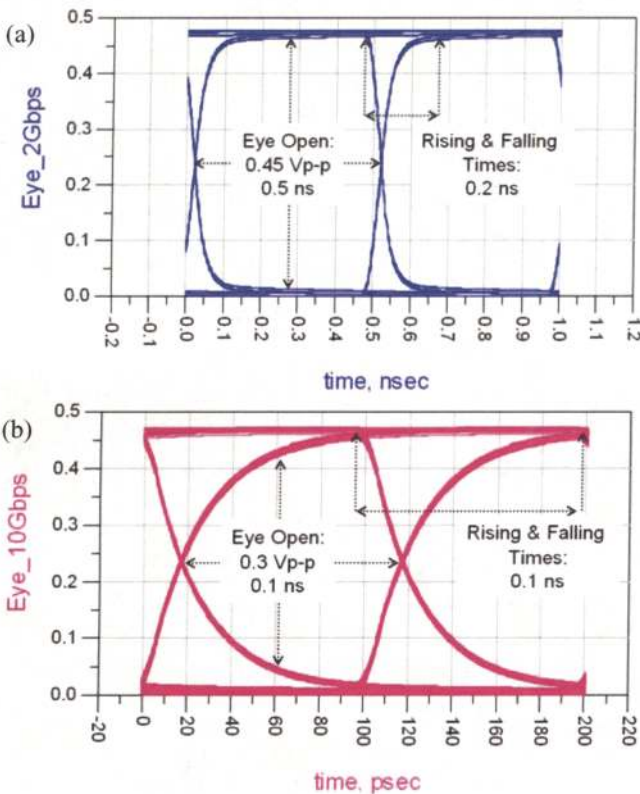 (a)
0.5
0.4
0.3
0.2
0.1
0.0
Eye_2Gbps
Eye Open:
0.45 Vp-p
0.5 ns
Rising & Falling
Times:
0.2 ns
-0.2
-0.1
0.0
0.1
0.2
0.3
0.4
0.5
0.6
0.7
0.8
0.9
1.0
1.1
1.2
time, nsec
(b)
0.5
0.4
0.3
0.2
0.1
0.0
Eye_10Gbps
Eye Open:
0.3 Vp-p
0.1 ns
Rising & Falling
Times:
0.1 ns
-20
0
20
40
60
80
100
120
140
160
180
200
220
time, psec